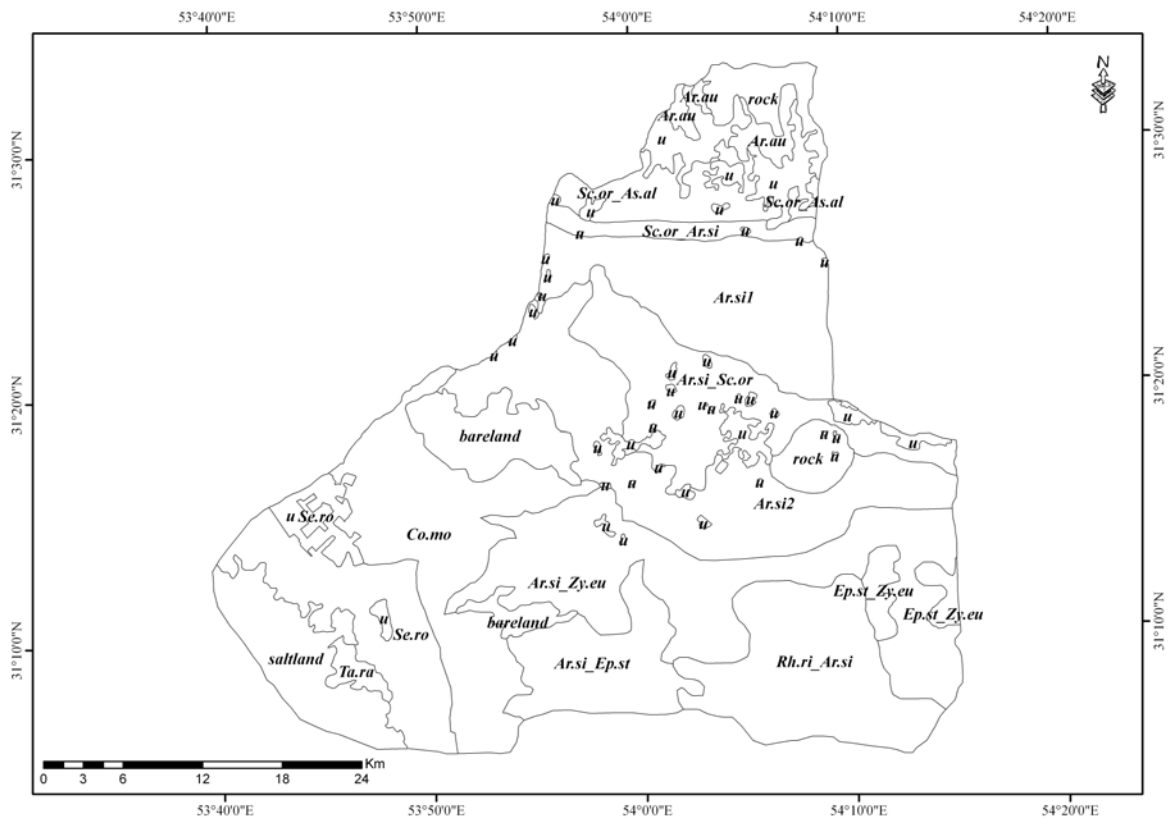 53°40'0"E 53°50'0"E 54°0'0"E 54°10'0"E 54°20'0"E
N
Ar.au rock
Ar.au
31°30'0"N
u Ar.au
31°30'0"N
u
u
Sc.or_As.al
u Sc.or_As.al
u u
Sc.or_Ar.si u
u u
u u
u
Ar.si1
u
u
u
u
u
31°20'0"N
Ar.si_Sc.or
u
u
u u u u u u
31°20'0"N
u u u
bareland u u u u u u
u rock u
u
u u u
u
Ar.si2
u Se.ro
u u
Co.mo
u
Ar.si_Zy.eu Ep.st_Zy.eu
31°10'0"N
u bareland Ep.st_Zy.eu
Se.ro
31°10'0"N
saltland Ta.ra Ar.si_Ep.st Rh.ri_Ar.si
Km
0 3 6 12 18 24
53°40'0"E 53°50'0"E 54°0'0"E 54°10'0"E 54°20'0"E